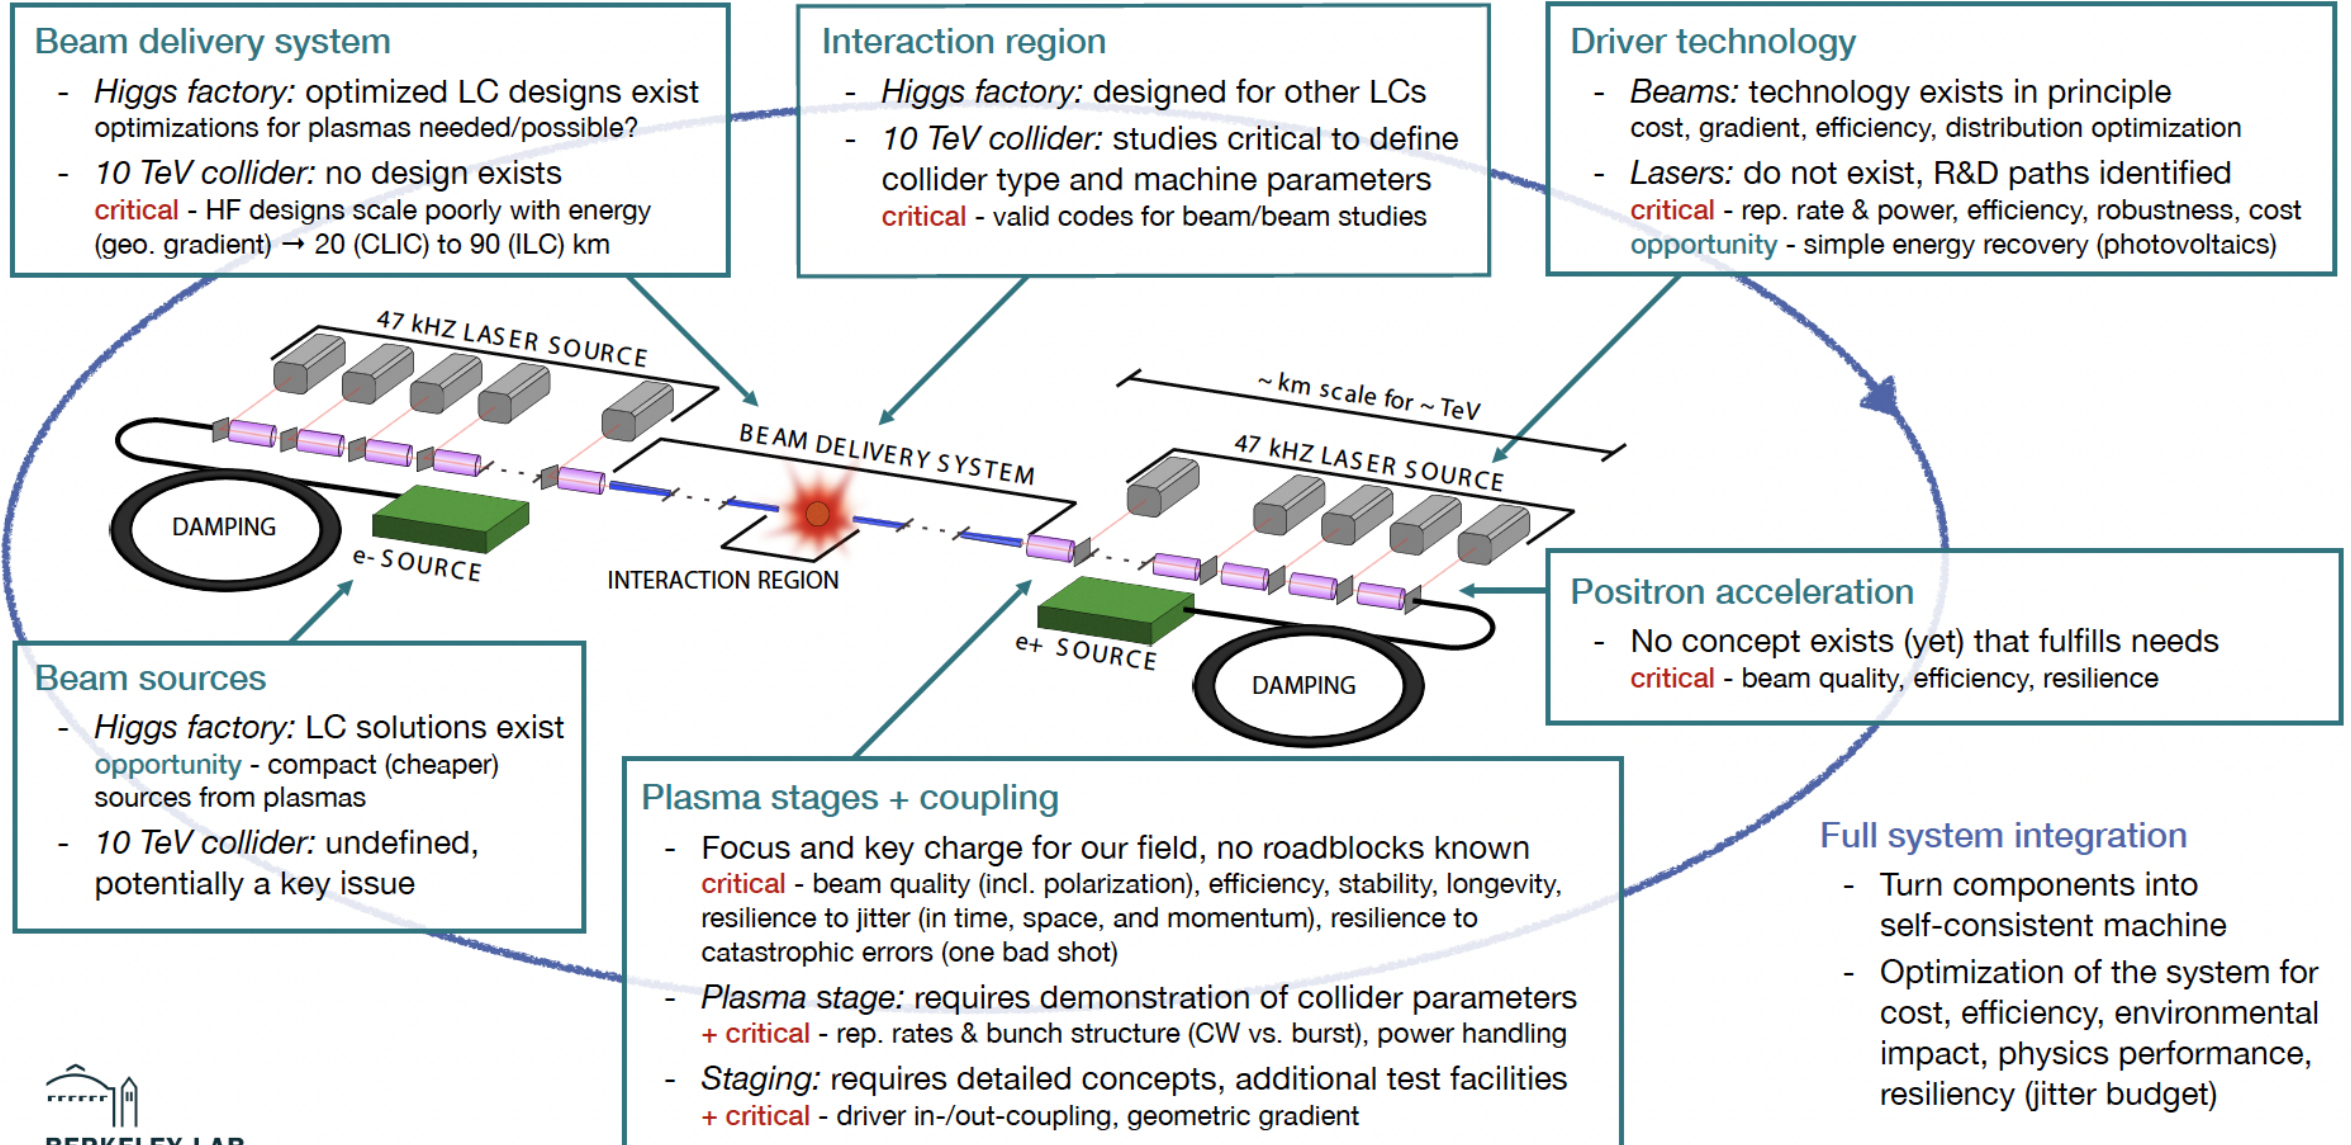 Beam delivery system
- Higgs factory: optimized LC designs exist
optimizations for plasmas needed/possible?
- 10 TeV collider: no design exists
critical - HF designs scale poorly with energy
(geo. gradient) → 20 (CLIC) to 90 (ILC) km
Interaction region
- Higgs factory: designed for other LCs
- 10 TeV collider: studies critical to define
collider type and machine parameters
critical - valid codes for beam/beam studies
Driver technology
- Beams: technology exists in principle
cost, gradient, efficiency, distribution optimization
- Lasers: do not exist, R&D paths identified
critical - rep. rate & power, efficiency, robustness, cost
opportunity - simple energy recovery (photovoltaics)
47 kHZ LASER SOURCE
BEAM DELIVERY SYSTEM
~ km scale for ~ TeV
47 kHZ LASER SOURCE
DAMPING
e- SOURCE
INTERACTION REGION
e+ SOURCE
DAMPING
Positron acceleration
- No concept exists (yet) that fulfills needs
critical - beam quality, efficiency, resilience
Beam sources
- Higgs factory: LC solutions exist
opportunity - compact (cheaper)
sources from plasmas
- 10 TeV collider: undefined,
potentially a key issue
Plasma stages + coupling
- Focus and key charge for our field, no roadblocks known
critical - beam quality (incl. polarization), efficiency, stability, longevity,
resilience to jitter (in time, space, and momentum), resilience to
catastrophic errors (one bad shot)
- Plasma stage: requires demonstration of collider parameters
+ critical - rep. rates & bunch structure (CW vs. burst), power handling
- Staging: requires detailed concepts, additional test facilities
+ critical - driver in-/out-coupling, geometric gradient
Full system integration
- Turn components into
self-consistent machine
- Optimization of the system for
cost, efficiency, environmental
impact, physics performance,
resiliency (jitter budget)
BERKELEY LAB